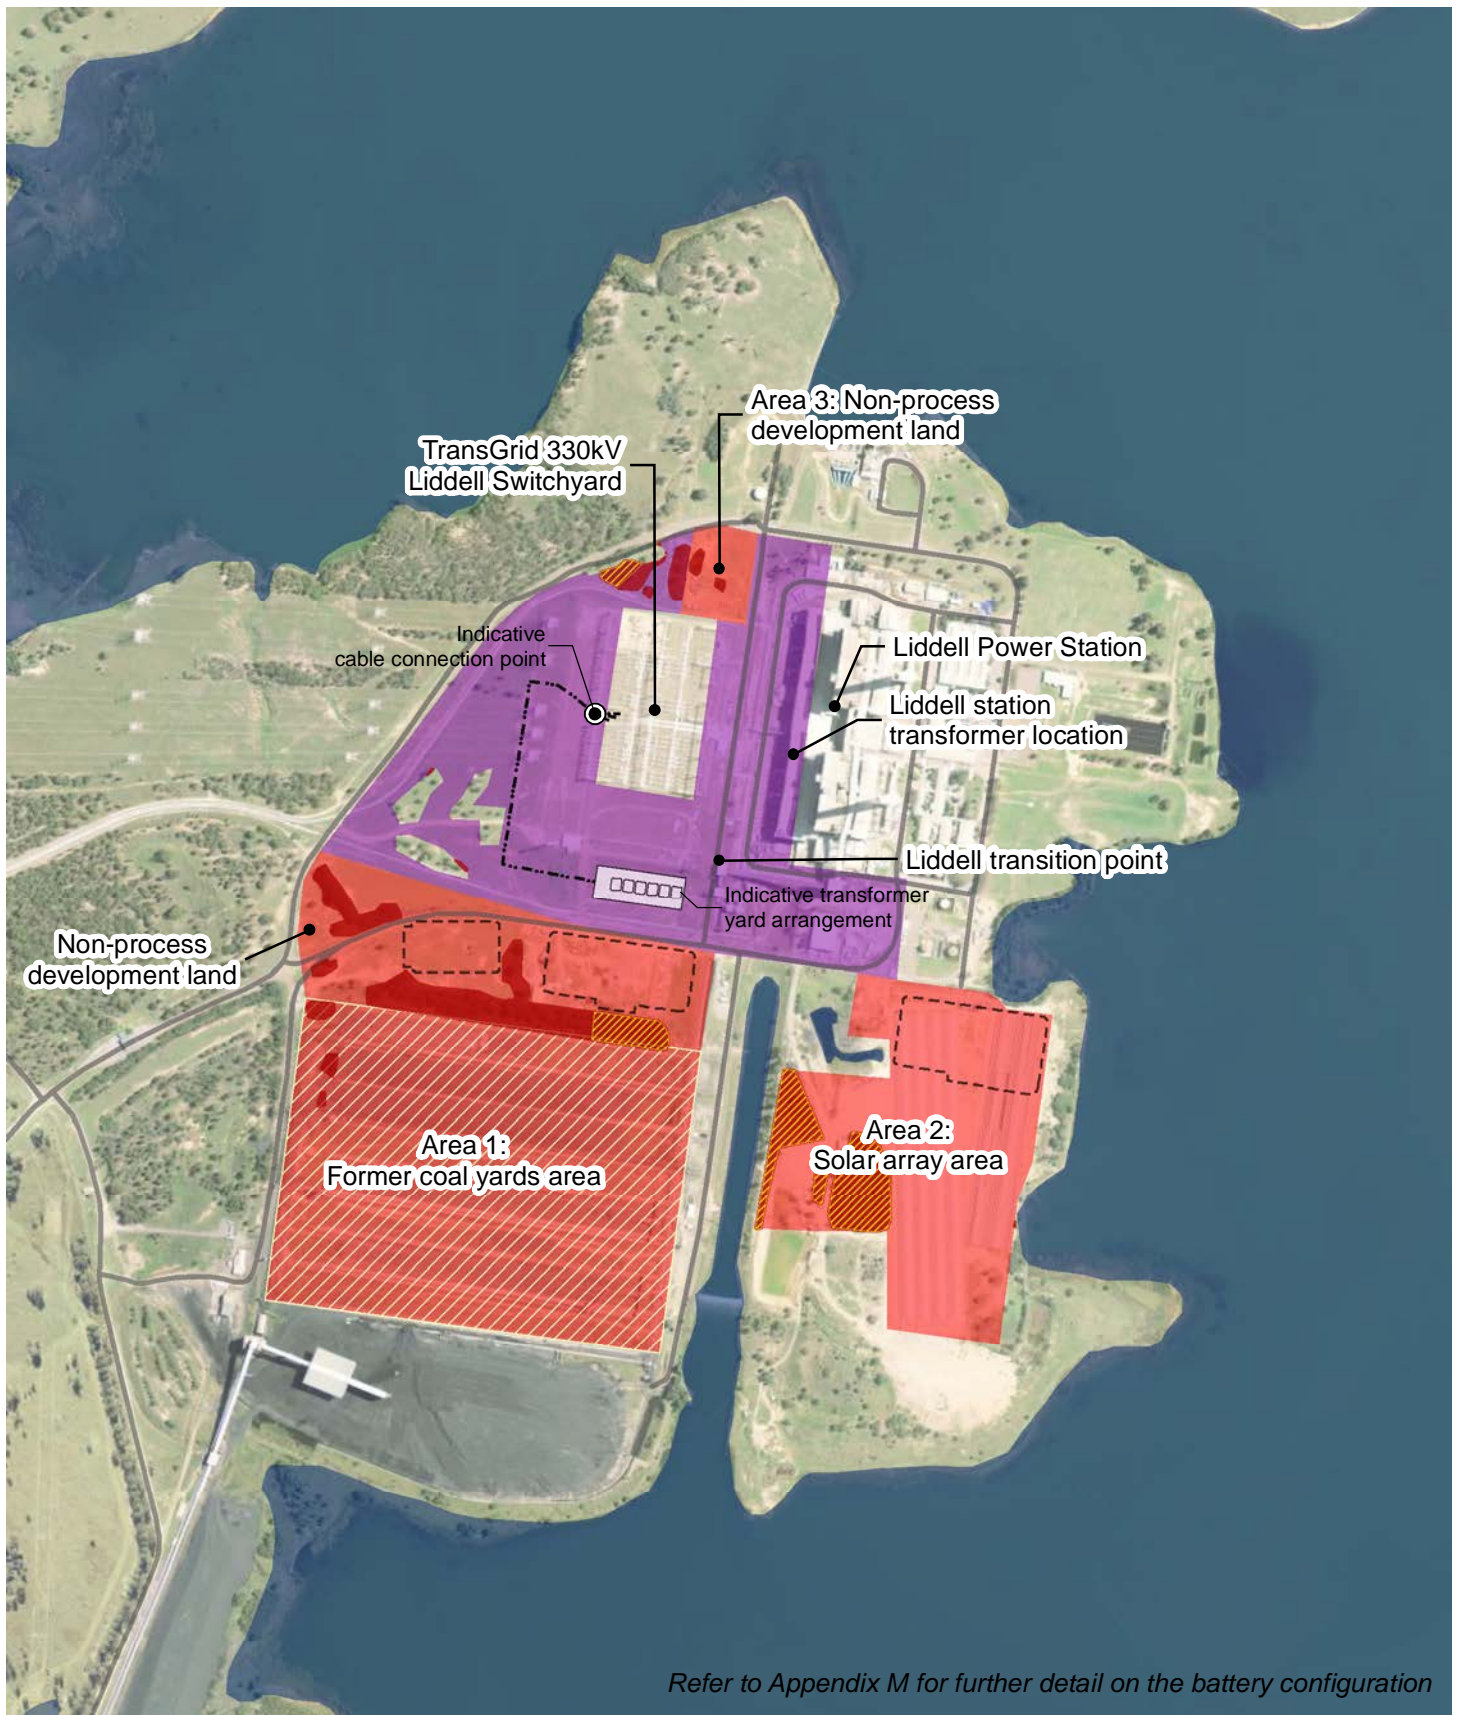 Area 3: Non-process
development land
TransGrid 330kV
Liddell Switchyard
Indicative
cable connection point
Liddell Power Station
Liddell station
transformer location
Liddell transition point
Indicative transformer
yard arrangement
Non-process
development land
Area 1:
Former coal yards area
Area 2:
Solar array area
Refer to Appendix M for further detail on the battery configuration